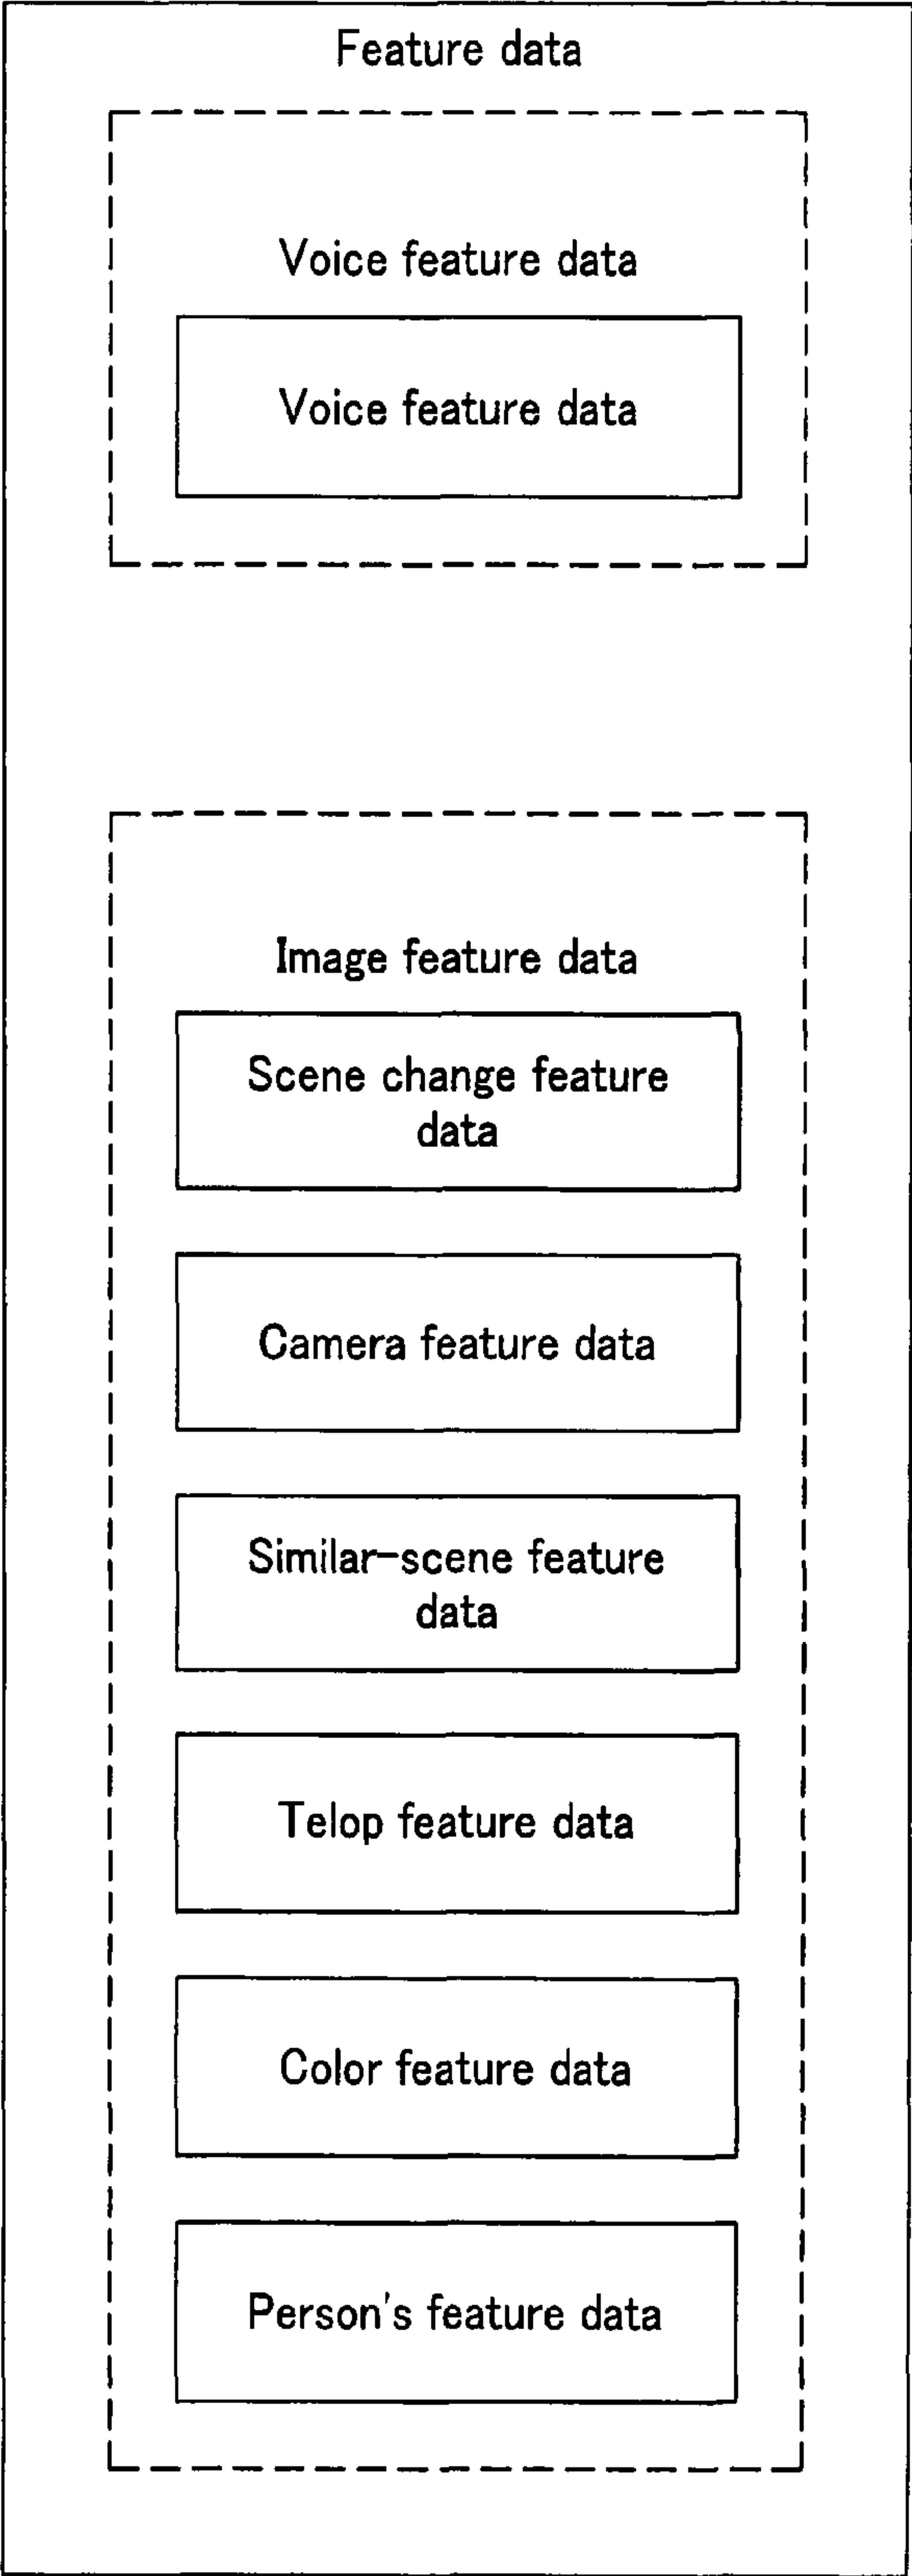 Feature data
Voice feature data
Voice feature data
Image feature data
Scene change feature
data
Camera feature data
Similar-scene feature
data
Telop feature data
Color feature data
Person's feature data